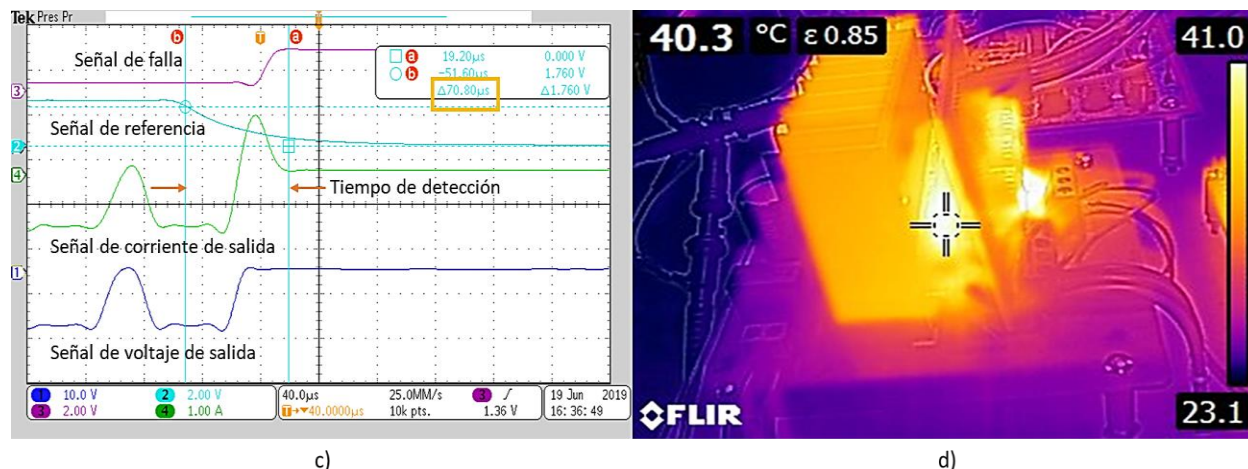 Tek Pres Pr
b
T
a
Señal de falla
a 19.20µs 0.000 V
b -51.60µs 1.760 V
Δ70.80µs Δ1.760 V
3
Señal de referencia
2
4
Tiempo de detección
Señal de corriente de salida
1
Señal de voltaje de salida
1 10.0 V 2 2.00 V 40.0µs 25.0MM/s 3 19 Jun 2019
3 2.00 V 4 1.00 A T→▼40.0000µs 10k pts. 1.36 V 16:36:49
c)
40.3 °C ε 0.85 41.0
FLIR 23.1
d)